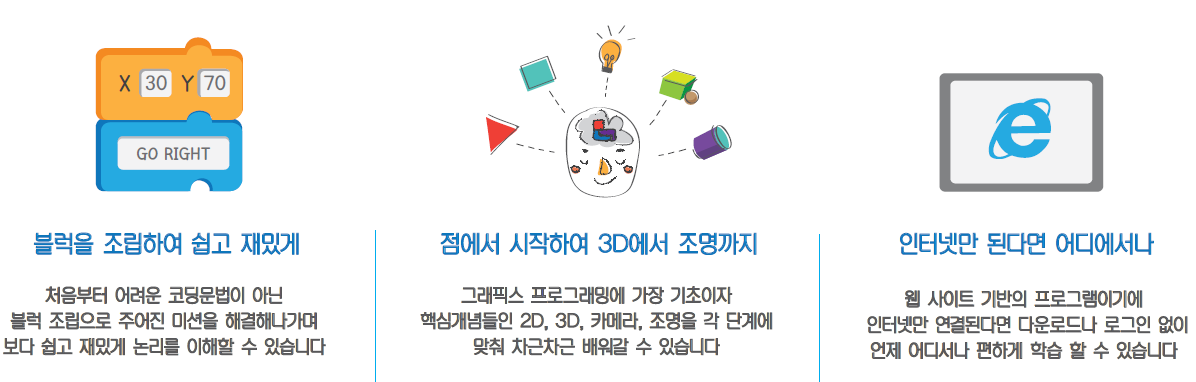 X 30 Y 70
GO RIGHT
블럭을 조립하여 쉽고 재밌게
처음부터 어려운 코딩문법이 아닌
블럭 조립으로 주어진 미션을 해결해나가며
보다 쉽고 재밌게 논리를 이해할 수 있습니다
점에서 시작하여 3D에서 조명까지
그래픽스 프로그래밍에 가장 기초이자
핵심개념들인 2D, 3D, 카메라, 조명을 각 단계에
맞춰 차근차근 배워갈 수 있습니다
인터넷만 된다면 어디에서나
웹 사이트 기반의 프로그램이기에
인터넷만 연결된다면 다운로드나 로그인 없이
언제 어디서나 편하게 학습 할 수 있습니다